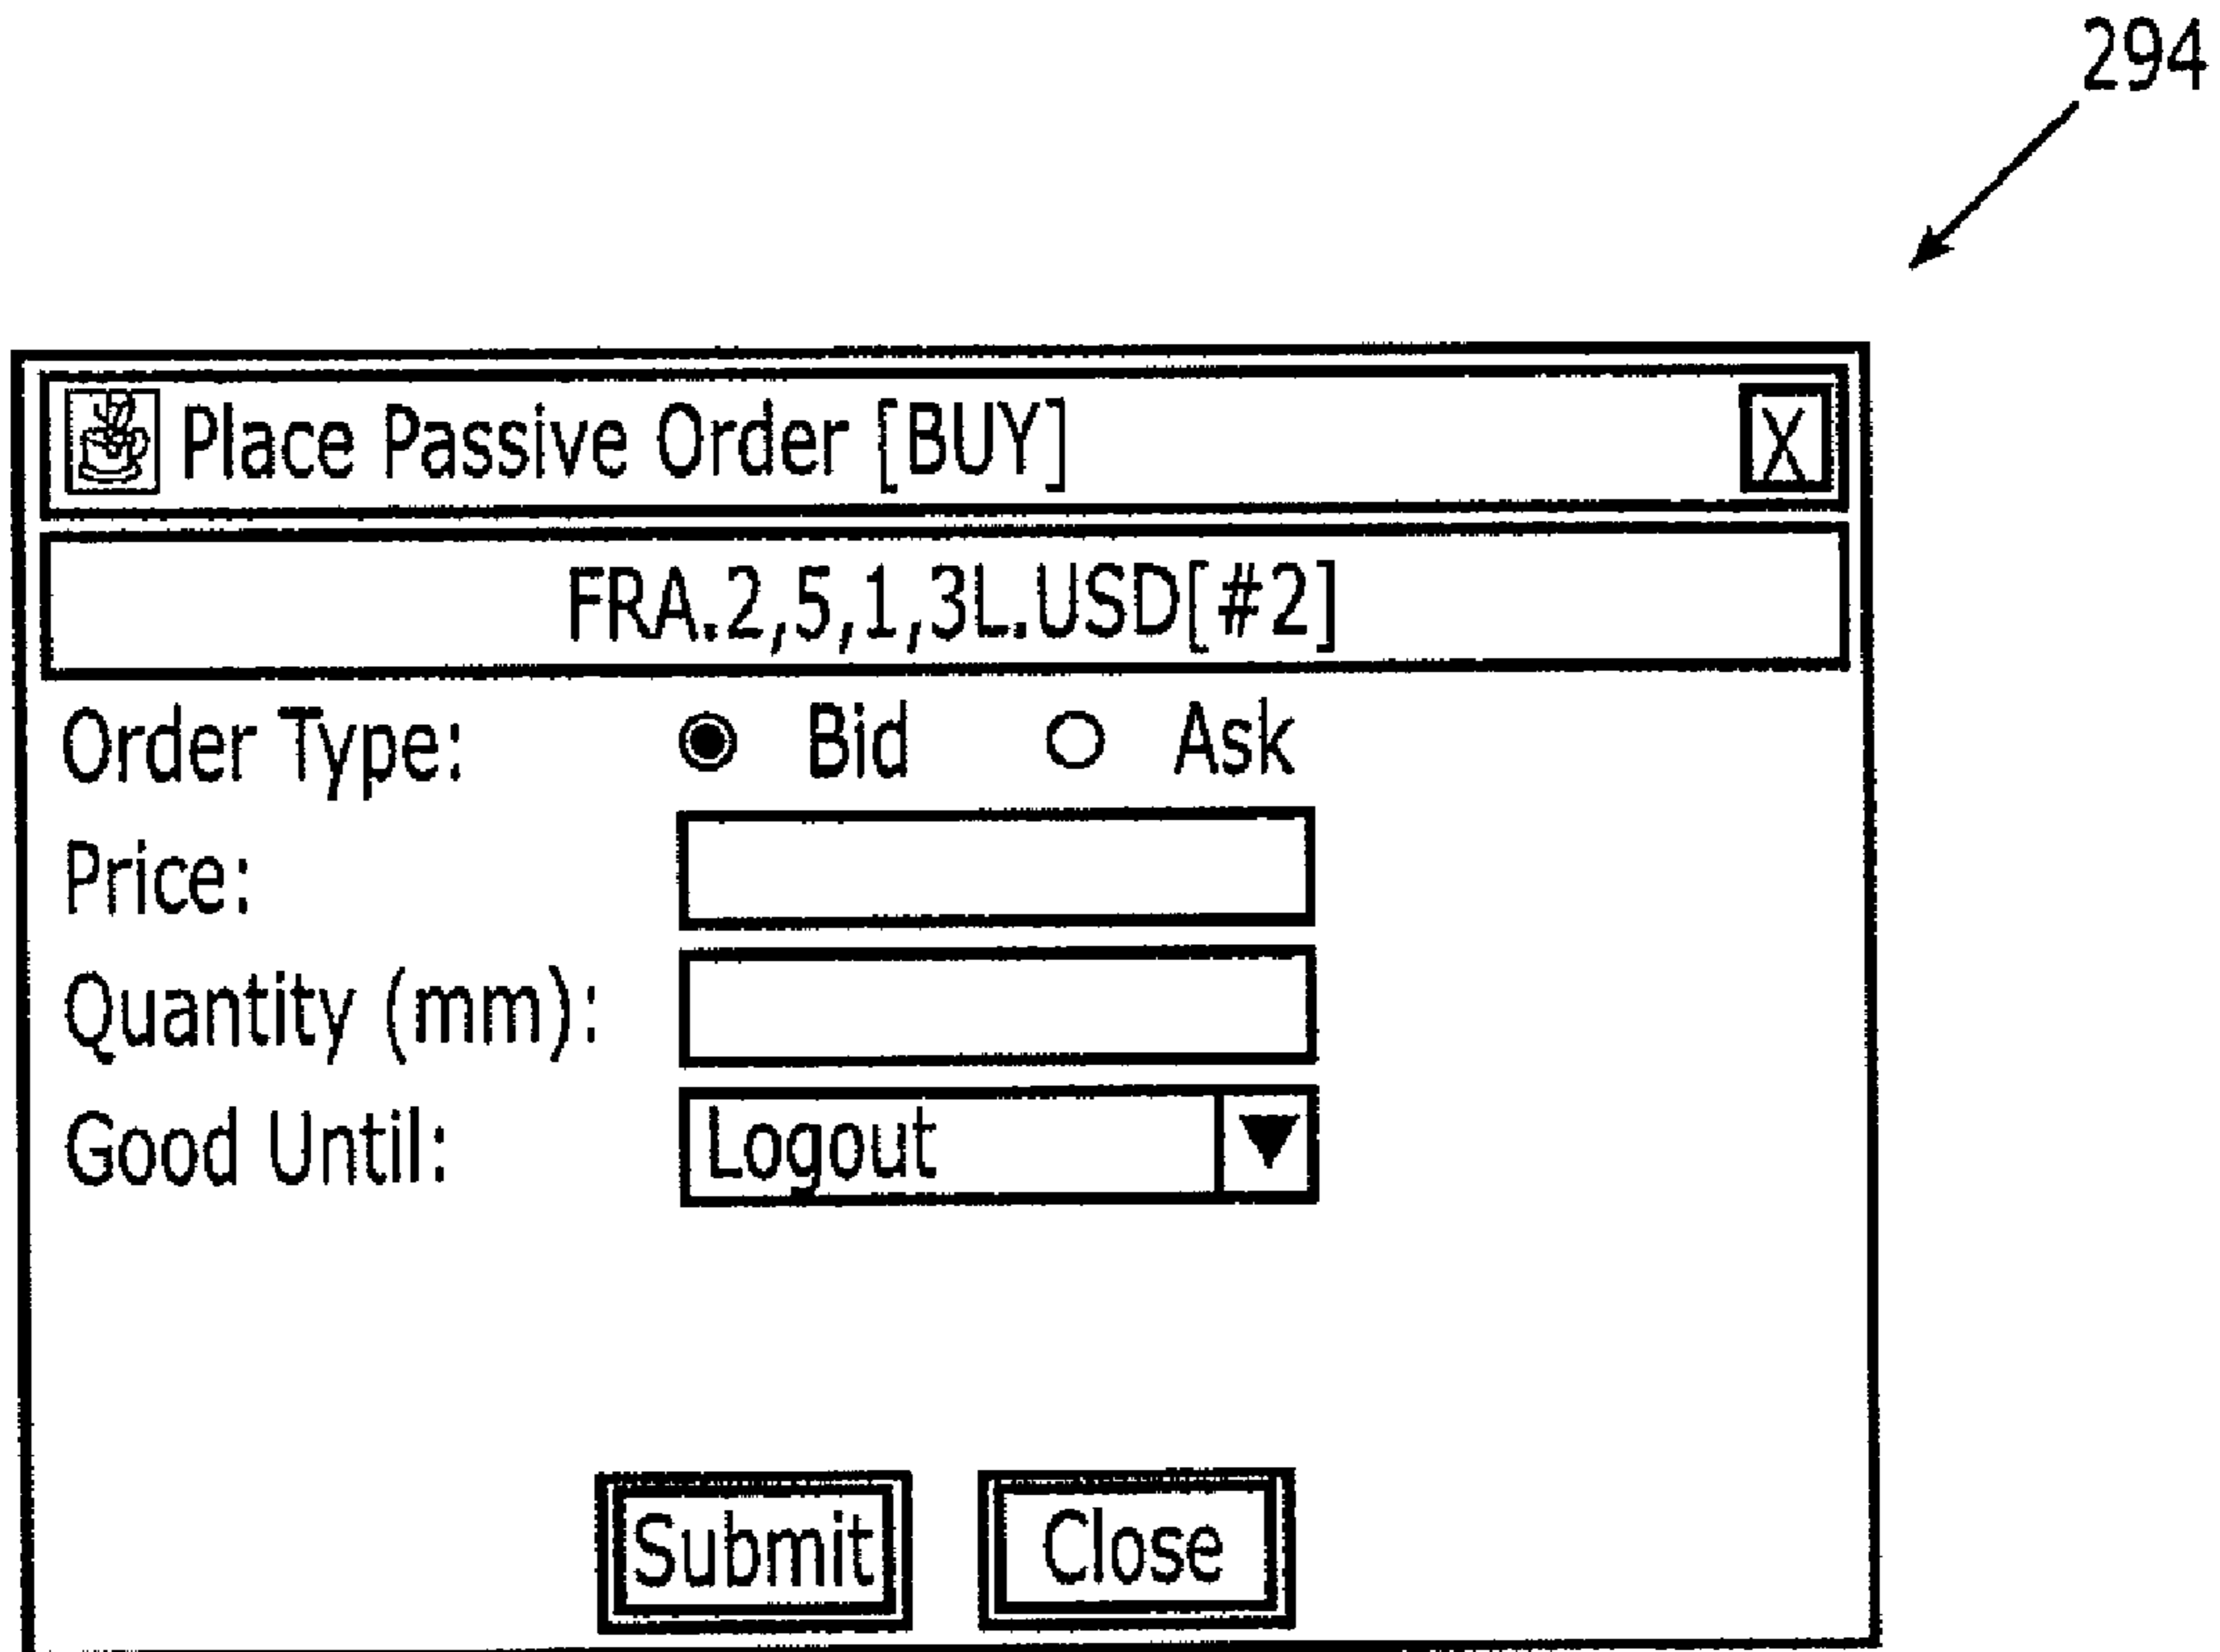 294
Place Passive Order [BUY] X
FRA.2,5,1,3L.USD[#2]
Order Type: Bid Ask
Price:
Quantity (mm):
Good Until: Logout
Submit Close